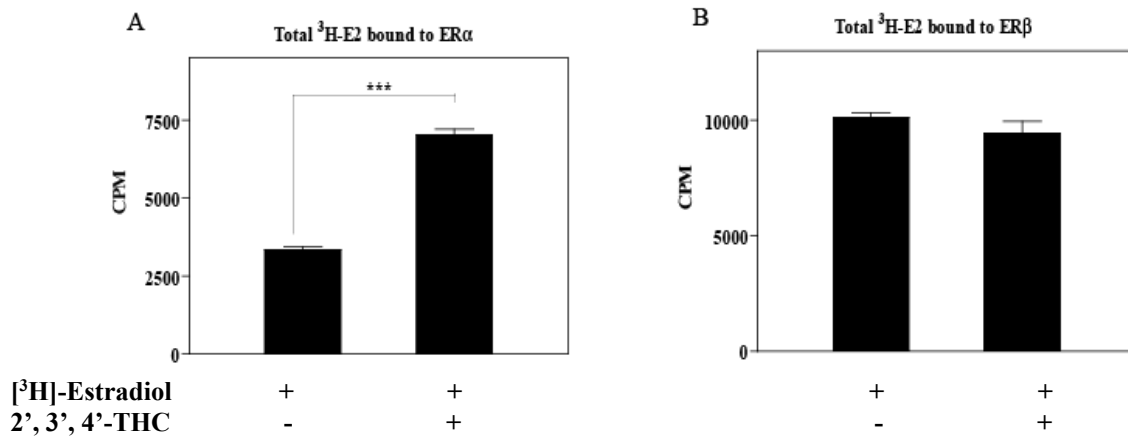 A
Total ³H-E2 bound to ERα
***
7500
5000
2500
0
CPM
B
Total ³H-E2 bound to ERβ
10000
5000
0
CPM
[³H]-Estradiol + + + +
2’, 3’, 4’-THC - + - +